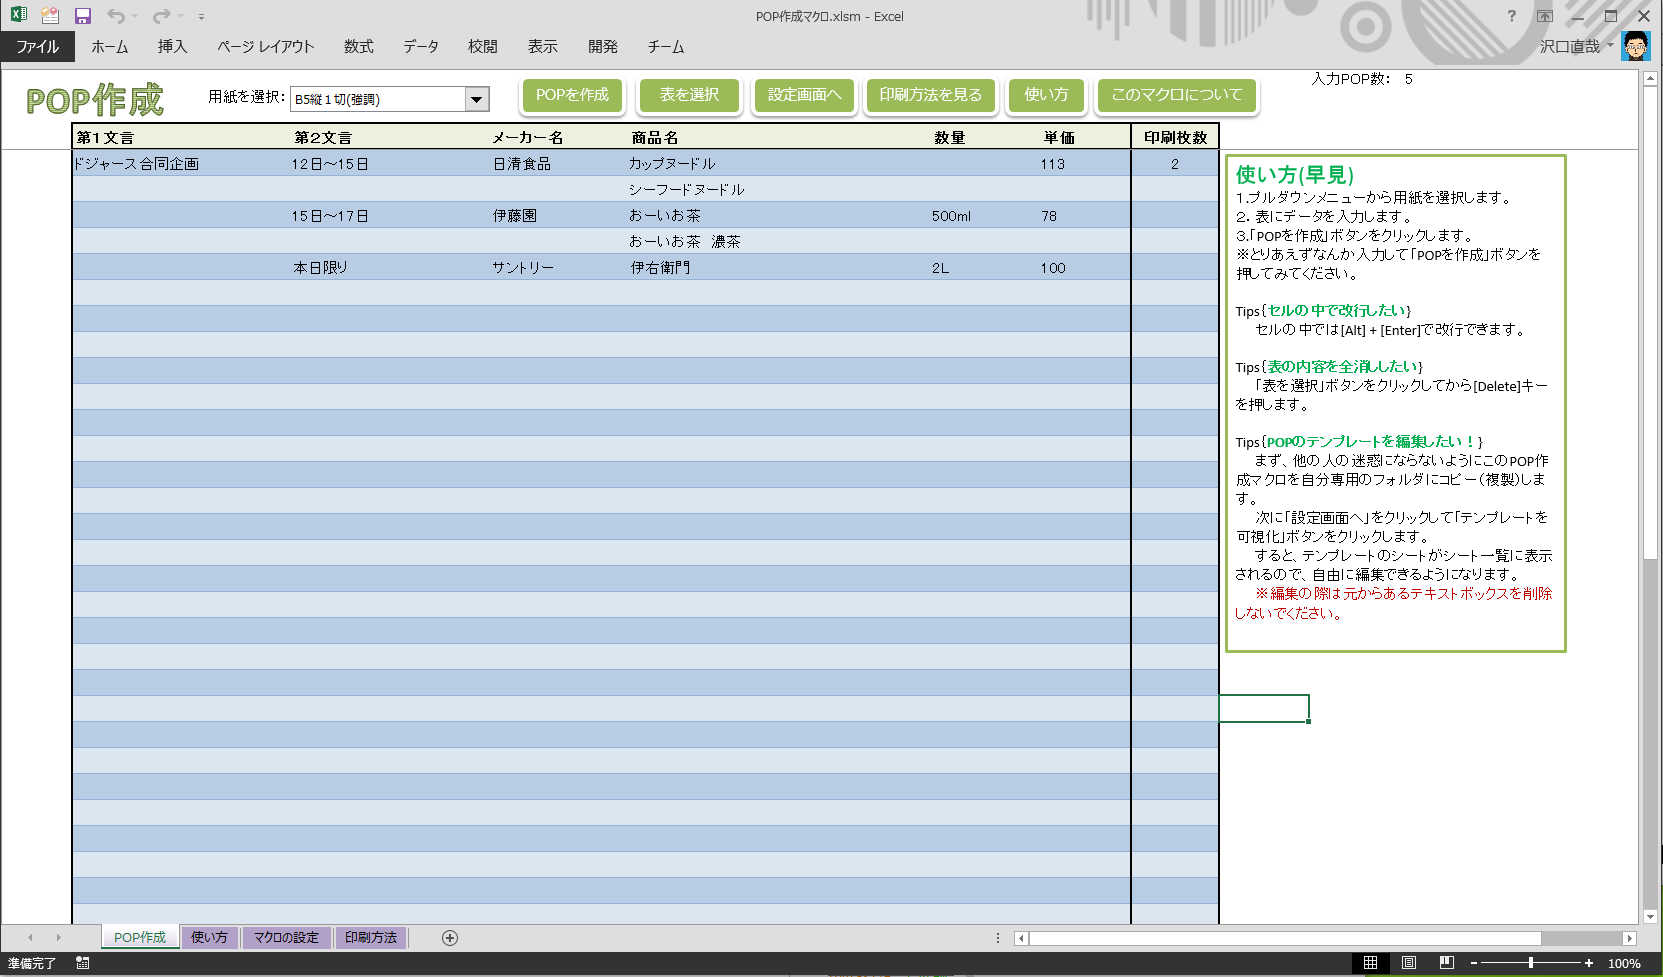 POP作成マクロ.xlsm - Excel
ファイル ホーム 挿入 ページ レイアウト 数式 データ 校閲 表示 開発 チーム 沢口直哉
POP作成 用紙を選択: B5縦１切(強調) POPを作成 表を選択 設定画面へ 印刷方法を見る 使い方 このマクロについて 入力POP数： 5
第１文言 第２文言 メーカー名 商品名 数量 単価 印刷枚数
ドジャース合同企画 12日～15日 日清食品 カップヌードル 113 2
シーフードヌードル
15日～17日 伊藤園 おーいお茶 500ml 78
おーいお茶　濃茶
本日限り サントリー 伊右衛門 2L 100
使い方(早見)
１.プルダウンメニューから用紙を選択します。
２. 表にデータを入力します。
３.「POPを作成」ボタンをクリックします。
※とりあえずなんか入力して「POPを作成」ボタンを
押してみてください。
Tips{セルの中で改行したい}
セルの中では[Alt] + [Enter]で改行できます。
Tips{表の内容を全消ししたい}
「表を選択」ボタンをクリックしてから[Delete]キー
を押します。
Tips{POPのテンプレートを編集したい！}
まず、他の人の迷惑にならないようにこのPOP作
成マクロを自分専用のフォルダにコピー（複製）しま
す。
次に「設定画面へ」をクリックして「テンプレートを
可視化」ボタンをクリックします。
すると、テンプレートのシートがシート一覧に表示
されるので、自由に編集できるようになります。
※編集の際は元からあるテキストボックスを削除
しないでください。
POP作成 使い方 マクロの設定 印刷方法
準備完了 100%